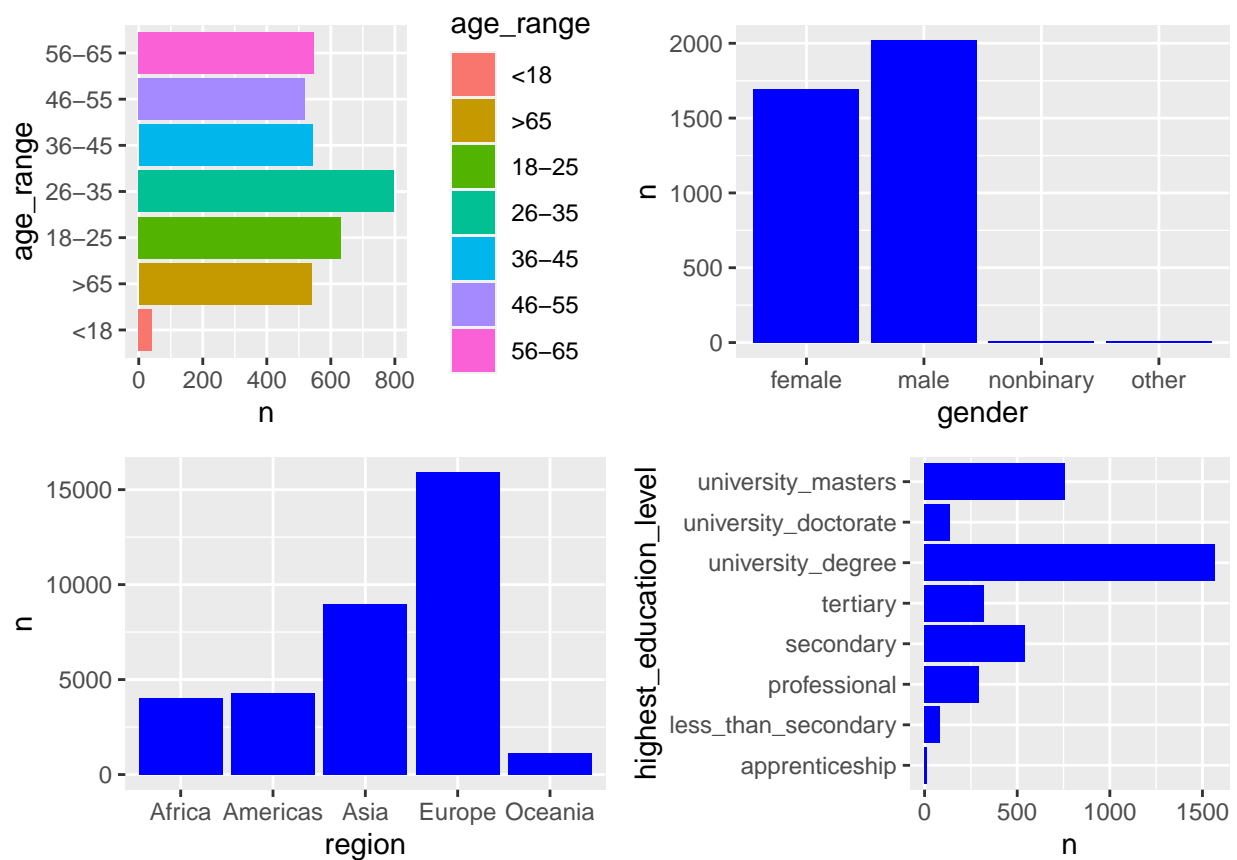 age_range
56−65
46−55
36−45
26−35
18−25
>65
<18
0 200 400 600 800
n
age_range
<18
>65
18−25
26−35
36−45
46−55
56−65
n
2000
1500
1000
500
0
female male nonbinary other
gender
n
15000
10000
5000
0
Africa Americas Asia Europe Oceania
region
highest_education_level
university_masters
university_doctorate
university_degree
tertiary
secondary
professional
less_than_secondary
apprenticeship
0 500 1000 1500
n